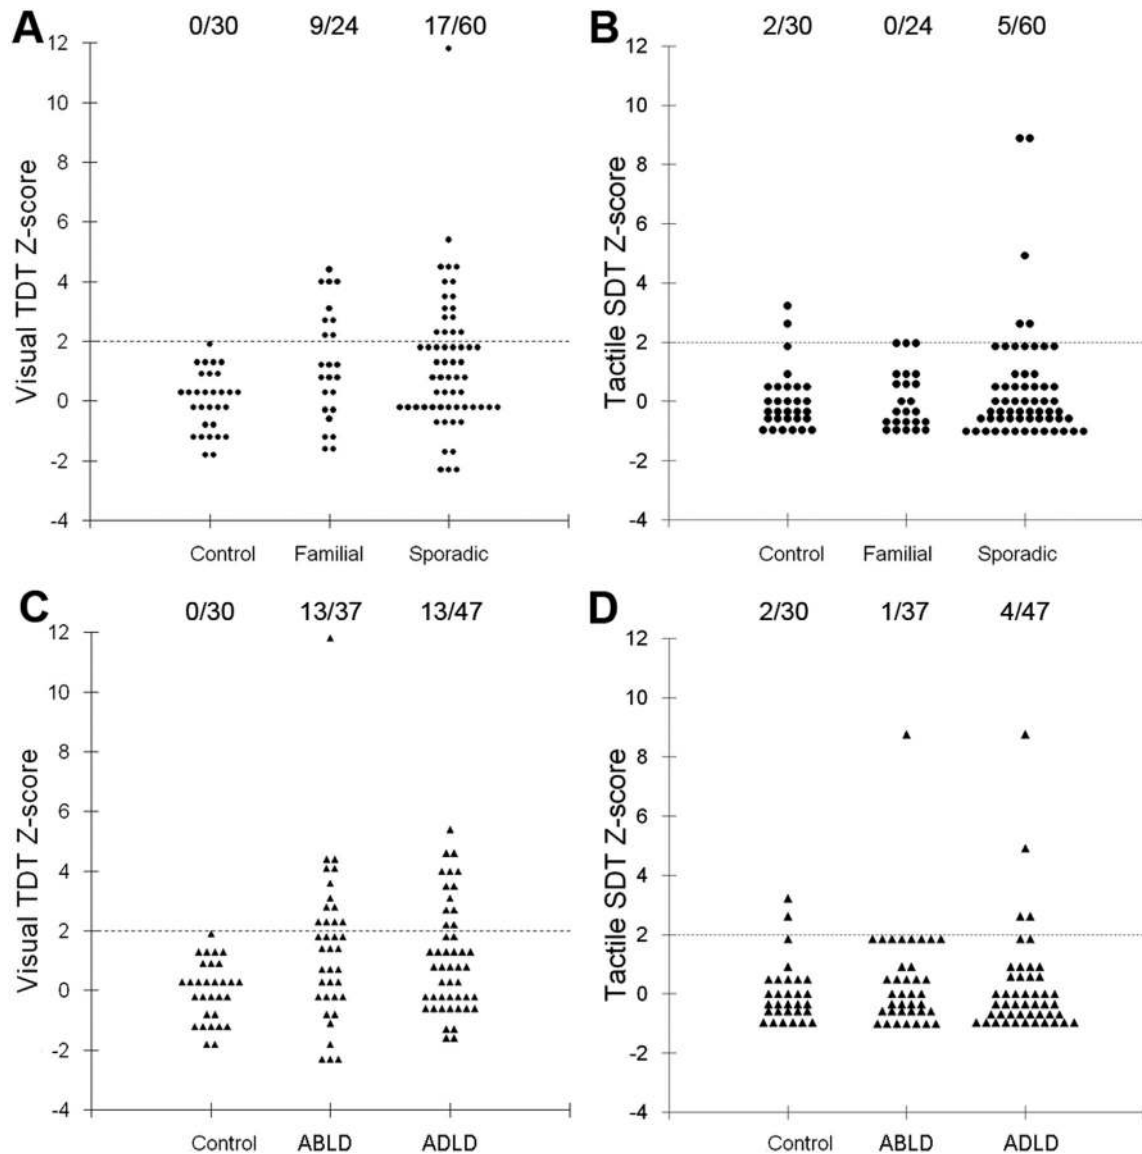 A
0/30 9/24 17/60
12
10
8
6
4
2
0
-2
-4
Visual TDT Z-score
Control Familial Sporadic
B
2/30 0/24 5/60
12
10
8
6
4
2
0
-2
-4
Tactile SDT Z-score
Control Familial Sporadic
C
0/30 13/37 13/47
12
10
8
6
4
2
0
-2
-4
Visual TDT Z-score
Control ABLD ADLD
D
2/30 1/37 4/47
12
10
8
6
4
2
0
-2
-4
Tactile SDT Z-score
Control ABLD ADLD